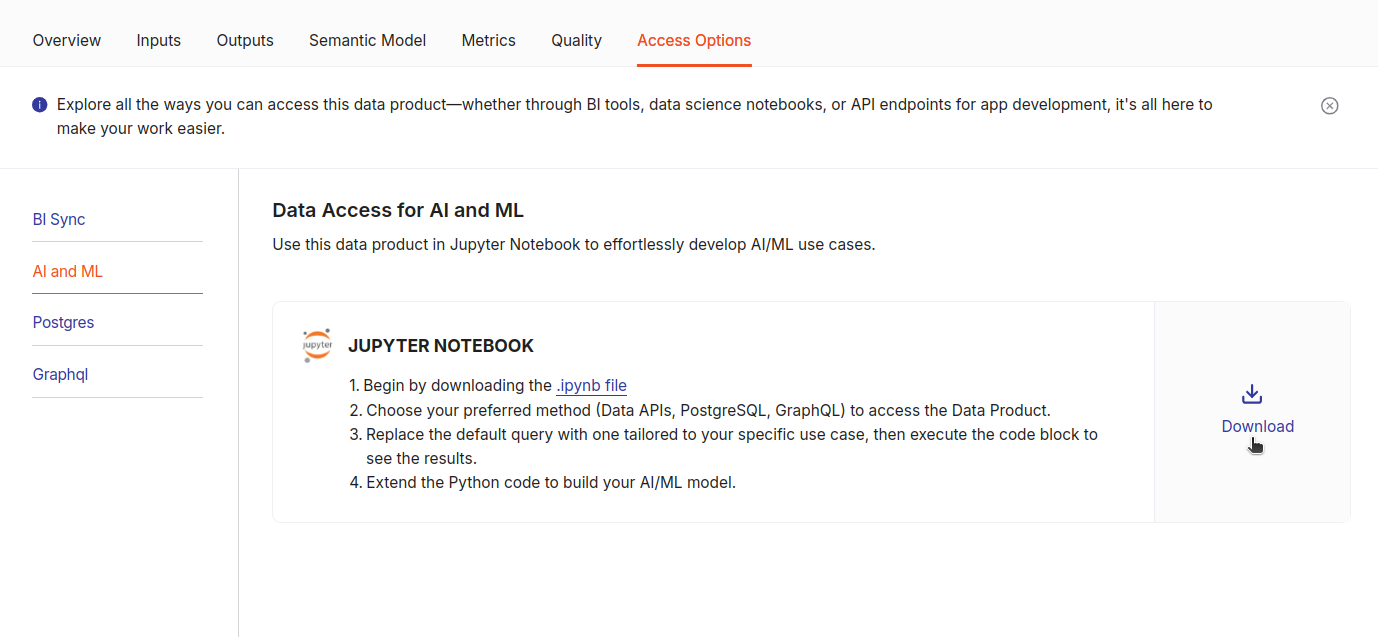 Overview Inputs Outputs Semantic Model Metrics Quality Access Options
Explore all the ways you can access this data product—whether through BI tools, data science notebooks, or API endpoints for app development, it's all here to
make your work easier.
BI Sync
AI and ML
Postgres
Graphql
Data Access for AI and ML
Use this data product in Jupyter Notebook to effortlessly develop AI/ML use cases.
jupyter
JUPYTER NOTEBOOK
1. Begin by downloading the .ipynb file
2. Choose your preferred method (Data APIs, PostgreSQL, GraphQL) to access the Data Product.
3. Replace the default query with one tailored to your specific use case, then execute the code block to
see the results.
4. Extend the Python code to build your AI/ML model.
Download